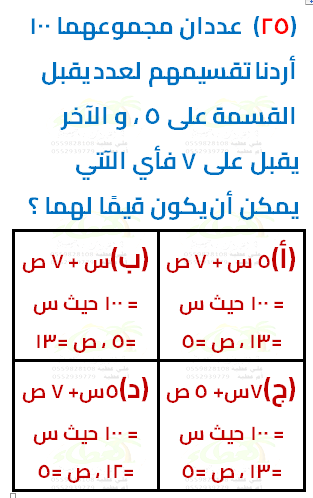 (٢٥) عددان مجموعهما ١٠٠
أردنا تقسيمهم لعدد يقبل
القسمة على ٥ ، و الآخر
يقبل على ٧ فأي الآتي
يمكن أن يكون قيمًا لهما ؟
(أ) ٥ س + ٧ ص
= ١٠٠ حيث س
=١٣ ، ص =٥
(ب) س + ٧ ص
= ١٠٠ حيث س
=٥ ، ص =١٣
(ج) ٧س+ ٥ ص
= ١٠٠ حيث س
=١٣ ، ص =٥
(د) ٥س+ ٧ ص
= ١٠٠ حيث س
=١٢ ، ص =٥